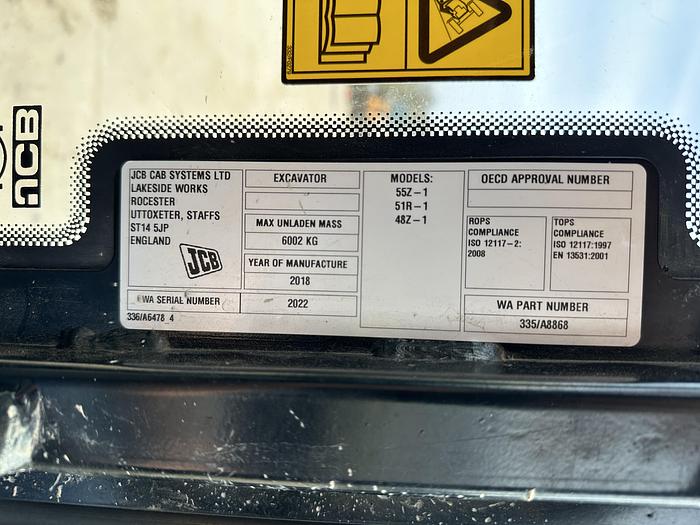 JCB
JCB CAB SYSTEMS LTD
LAKESIDE WORKS
ROCESTER
UTTOXETER, STAFFS
ST14 5JP
ENGLAND
JCB
WA SERIAL NUMBER
336/A6478 4
EXCAVATOR
MAX UNLADEN MASS
6002 KG
YEAR OF MANUFACTURE
2018
2022
MODELS:
55Z-1
51R-1
48Z-1
OECD APPROVAL NUMBER
ROPS
COMPLIANCE
ISO 12117-2:
2008
TOPS
COMPLIANCE
ISO 12117:1997
EN 13531:2001
WA PART NUMBER
335/A8868